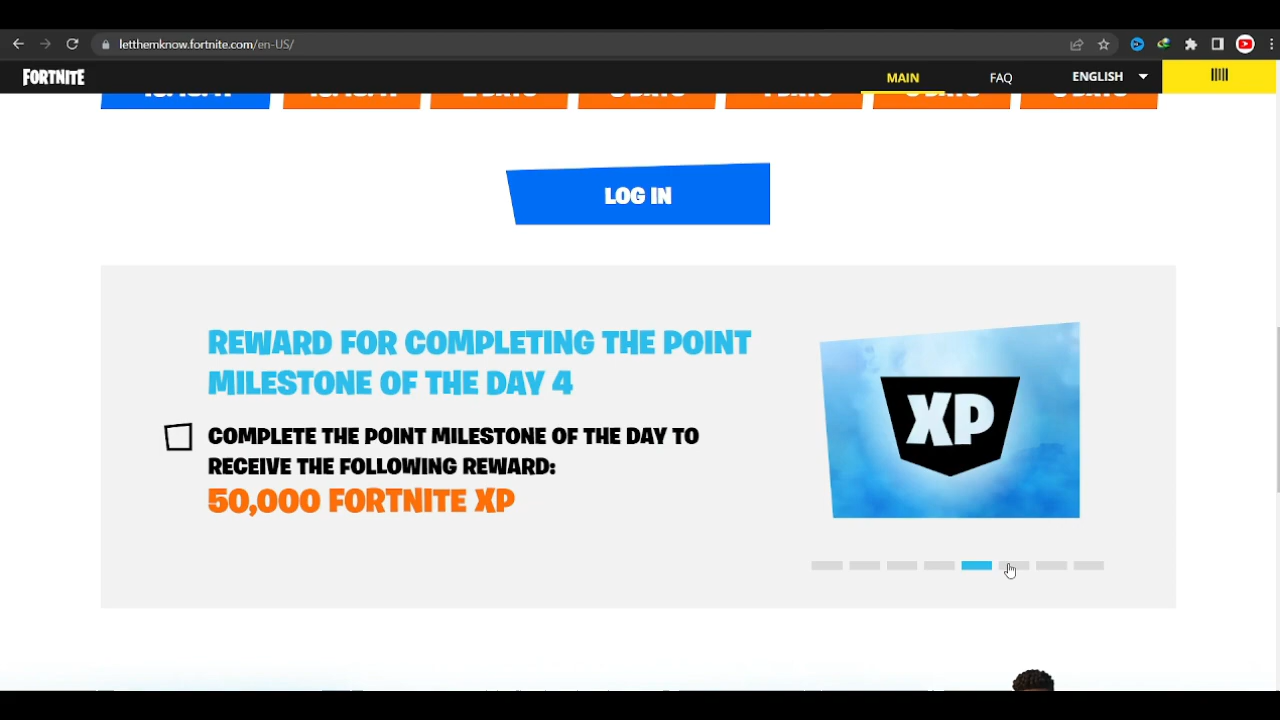 letthemknow.fortnite.com/en-US/
FORTNITE
MAIN
FAQ
ENGLISH
LOG IN
REWARD FOR COMPLETING THE POINT
MILESTONE OF THE DAY 4
COMPLETE THE POINT MILESTONE OF THE DAY TO
RECEIVE THE FOLLOWING REWARD:
50,000 FORTNITE XP
XP